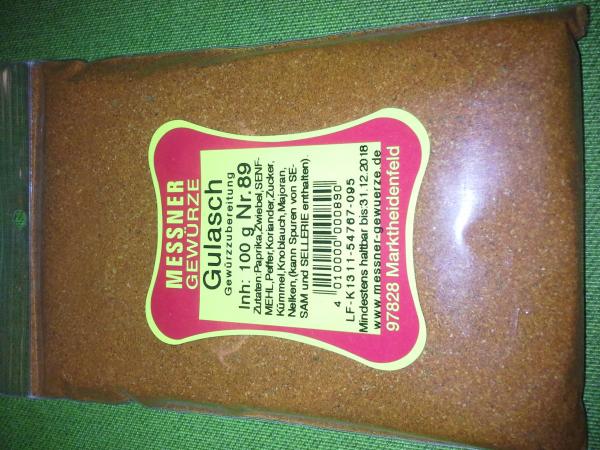 MESSNER
GEWÜRZE
Gulasch
Gewürzzubereitung
Inh: 100 g Nr.89
Zutaten:Paprika,Zwiebel,SENF-
MEHL,Pfeffer,Koriander,Zucker,
Kümmel,Knoblauch,Majoran,
Nelken,(kann Spuren von SE-
SAM und SELLERIE enthalten).
4 010000 000890
LF-K1311-54767-095
Mindestens haltbar bis:31.12.2018
www.messner-gewuerze.de
97828 Marktheidenfeld